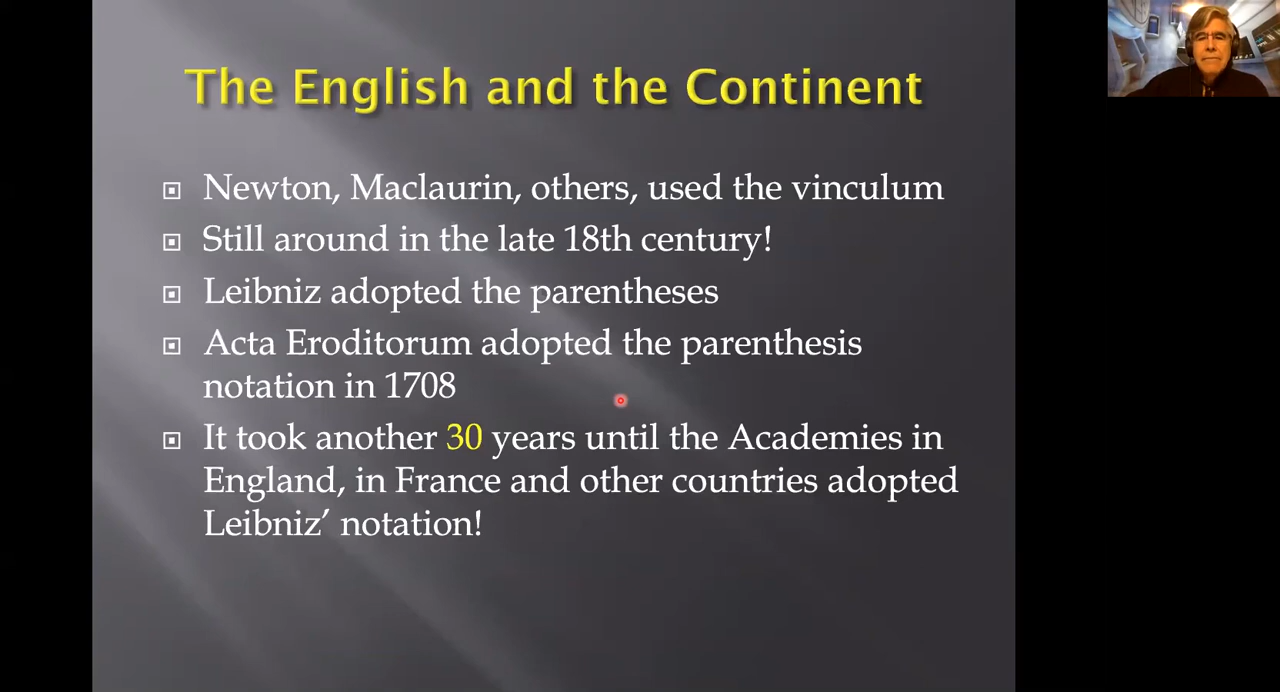 The English and the Continent
Newton, Maclaurin, others, used the vinculum
Still around in the late 18th century!
Leibniz adopted the parentheses
Acta Eroditorum adopted the parenthesis
notation in 1708
It took another 30 years until the Academies in
England, in France and other countries adopted
Leibniz’ notation!